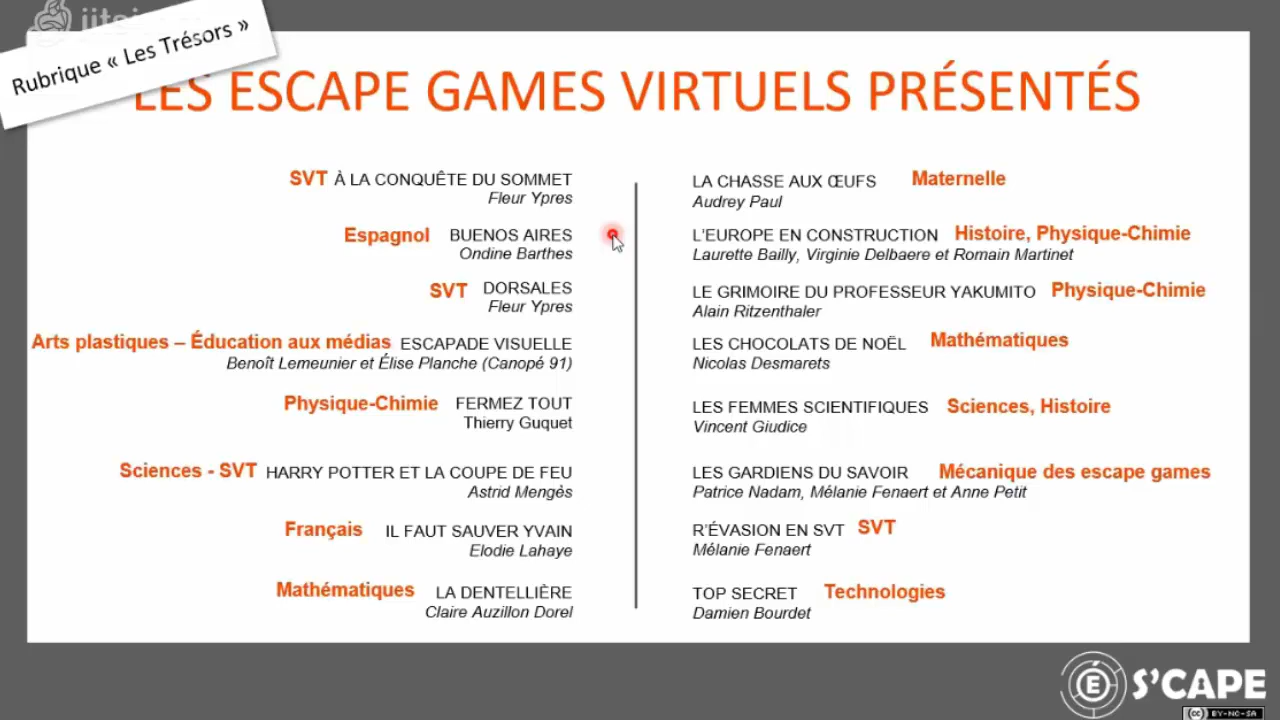 jitsi
Rubrique « Les Trésors »
LES ESCAPE GAMES VIRTUELS PRÉSENTÉS
SVT À LA CONQUÊTE DU SOMMET
Fleur Ypres
Espagnol BUENOS AIRES
Ondine Barthes
SVT DORSALES
Fleur Ypres
Arts plastiques – Éducation aux médias ESCAPADE VISUELLE
Benoît Lemeunier et Élise Planche (Canopé 91)
Physique-Chimie FERMEZ TOUT
Thierry Guquet
Sciences - SVT HARRY POTTER ET LA COUPE DE FEU
Astrid Mengès
Français IL FAUT SAUVER YVAIN
Elodie Lahaye
Mathématiques LA DENTELLIÈRE
Claire Auzillon Dorel
LA CHASSE AUX ŒUFS Maternelle
Audrey Paul
L'EUROPE EN CONSTRUCTION Histoire, Physique-Chimie
Laurette Bailly, Virginie Delbaere et Romain Martinet
LE GRIMOIRE DU PROFESSEUR YAKUMITO Physique-Chimie
Alain Ritzenthaler
LES CHOCOLATS DE NOËL Mathématiques
Nicolas Desmarets
LES FEMMES SCIENTIFIQUES Sciences, Histoire
Vincent Giudice
LES GARDIENS DU SAVOIR Mécanique des escape games
Patrice Nadam, Mélanie Fenaert et Anne Petit
R'ÉVASION EN SVT SVT
Mélanie Fenaert
TOP SECRET Technologies
Damien Bourdet
É S'CAPE
cc BY-NC-SA